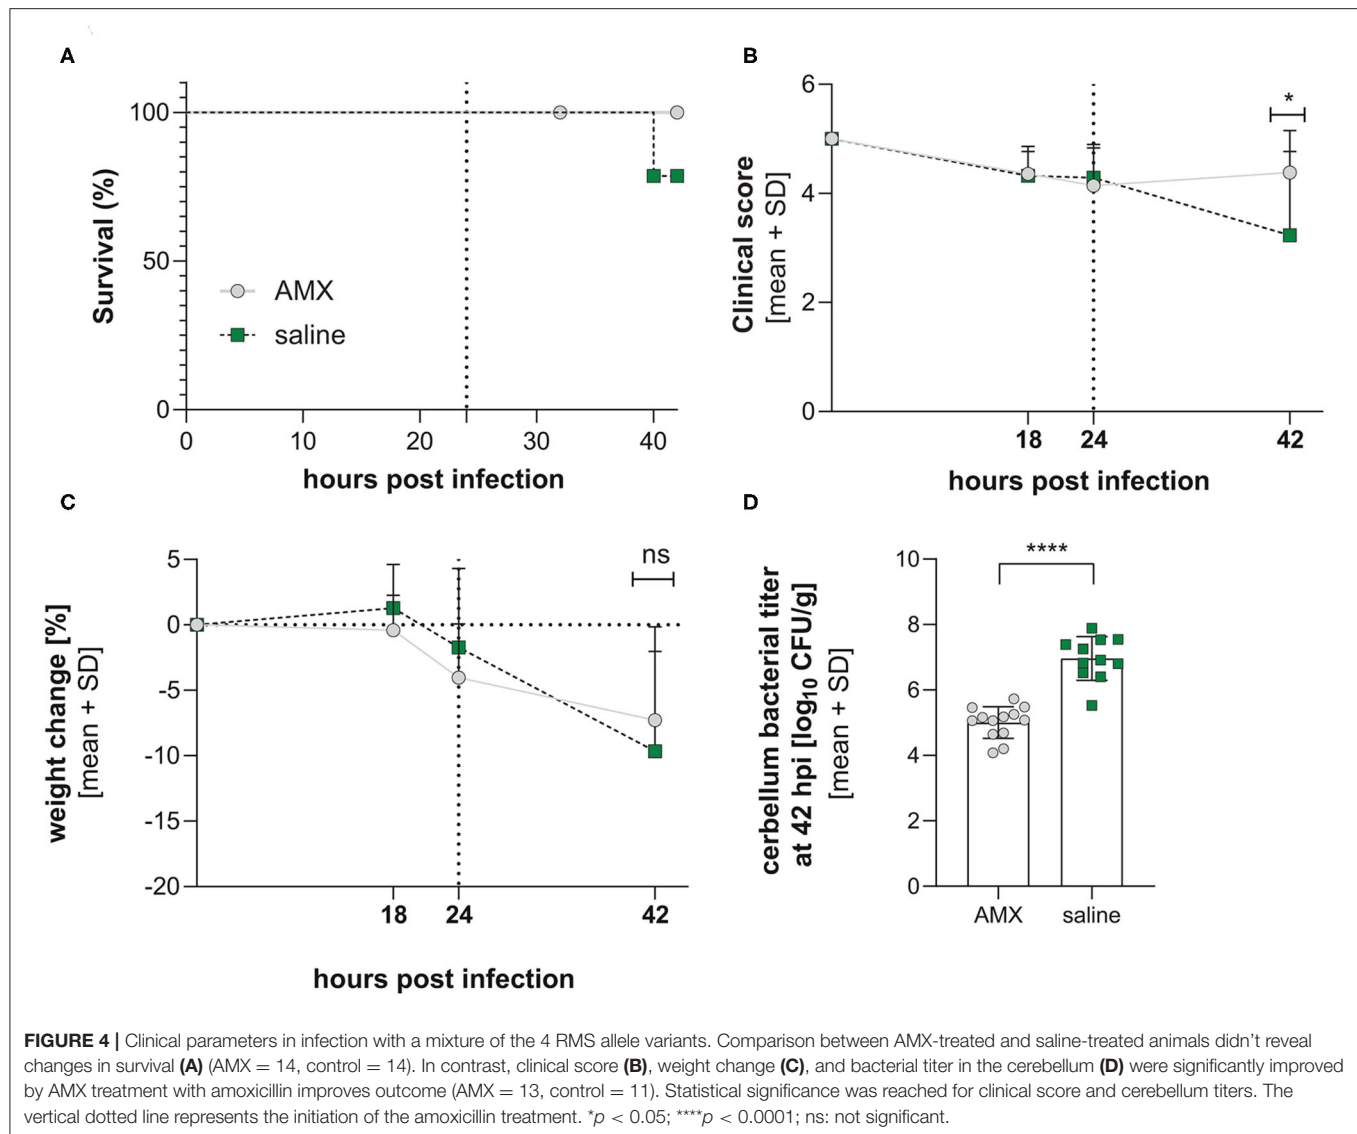 A
100
50
0
0 10 20 30 40
Survival (%)
hours post infection
AMX
saline
B
6
4
2
0
18 24 42
Clinical score
[mean + SD]
hours post infection
*
C
5
0
-5
-10
-15
-20
18 24 42
weight change [%]
[mean + SD]
hours post infection
ns
D
10
8
6
4
2
0
cerbellum bacterial titer
at 42 hpi [log10 CFU/g]
[mean + SD]
****
AMX saline
FIGURE 4 | Clinical parameters in infection with a mixture of the 4 RMS allele variants. Comparison between AMX-treated and saline-treated animals didn't reveal
changes in survival (A) (AMX = 14, control = 14). In contrast, clinical score (B), weight change (C), and bacterial titer in the cerebellum (D) were significantly improved
by AMX treatment with amoxicillin improves outcome (AMX = 13, control = 11). Statistical significance was reached for clinical score and cerebellum titers. The
vertical dotted line represents the initiation of the amoxicillin treatment. *p < 0.05; ****p < 0.0001; ns: not significant.